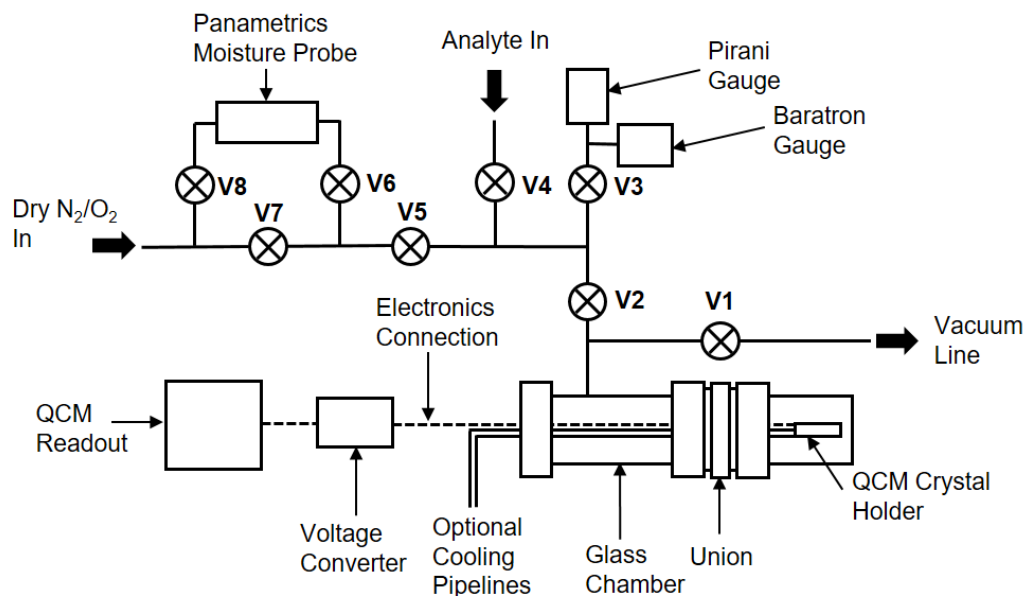 Panametrics
Moisture Probe
Analyte In
Pirani
Gauge
Baratron
Gauge
V8
V6
V4
V3
Dry N₂/O₂
In
V7
V5
V2
V1
Electronics
Connection
Vacuum
Line
QCM
Readout
Voltage
Converter
Optional
Cooling
Pipelines
Glass
Chamber
Union
QCM Crystal
Holder